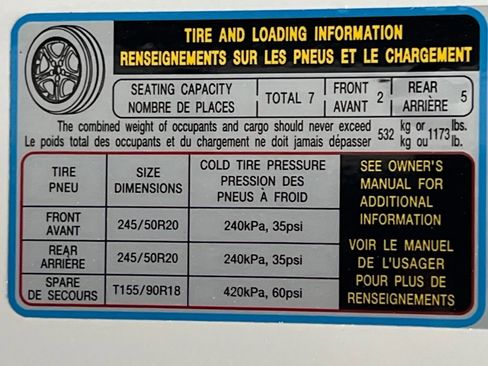 TIRE AND LOADING INFORMATION
RENSEIGNEMENTS SUR LES PNEUS ET LE CHARGEMENT
SEATING CAPACITY
NOMBRE DE PLACES
TOTAL 7
FRONT
AVANT 2
REAR
ARRIÈRE 5
The combined weight of occupants and cargo should never exceed 532 kg or 1173 lbs.
Le poids total des occupants et du chargement ne doit jamais dépasser kg ou lb.
TIRE
PNEU
SIZE
DIMENSIONS
COLD TIRE PRESSURE
PRESSION DES
PNEUS À FROID
FRONT
AVANT
245/50R20
240kPa, 35psi
REAR
ARRIÈRE
245/50R20
240kPa, 35psi
SPARE
DE SECOURS
T155/90R18
420kPa, 60psi
SEE OWNER'S
MANUAL FOR
ADDITIONAL
INFORMATION
VOIR LE MANUEL
DE L'USAGER
POUR PLUS DE
RENSEIGNEMENTS